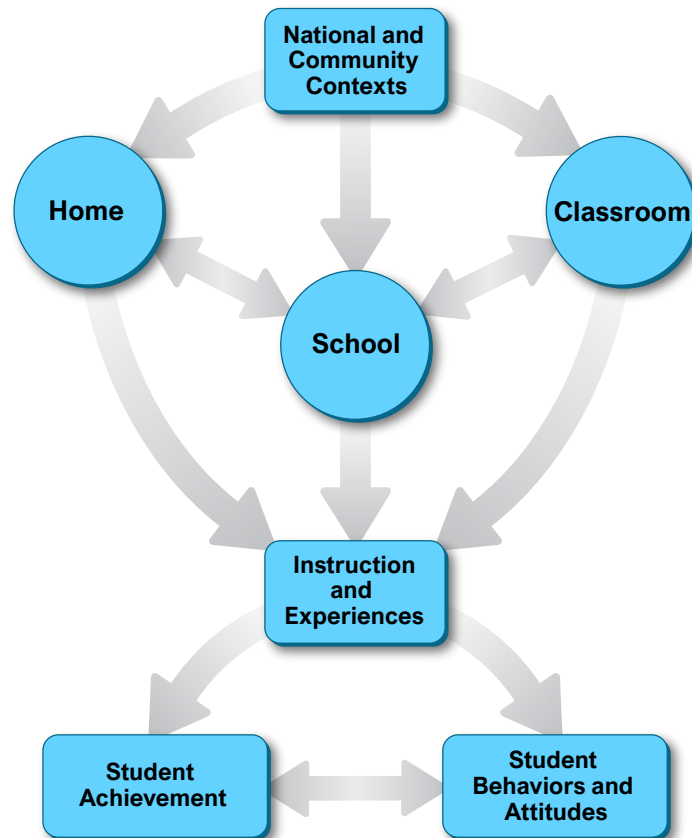 National and
Community
Contexts
Home
Classroom
School
Instruction
and
Experiences
Student
Achievement
Student
Behaviors and
Attitudes